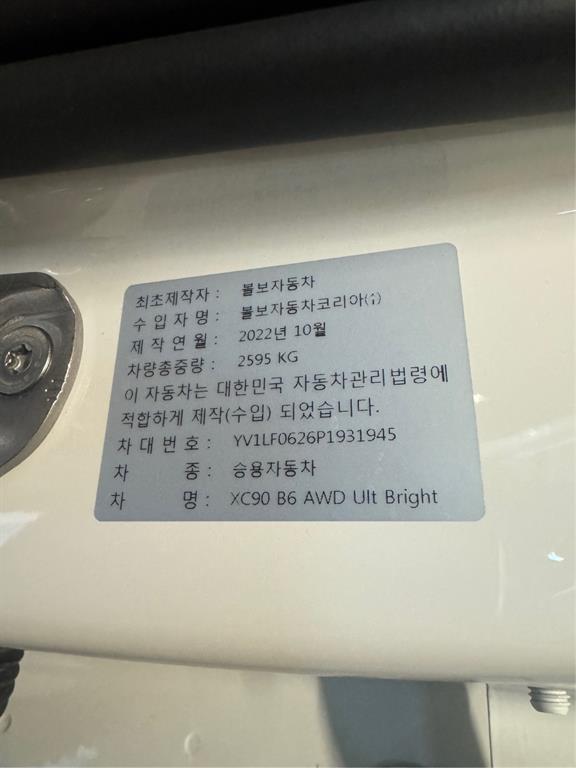 최초제작자 : 볼보자동차
수 입 자 명 : 볼보자동차코리아(주)
제 작 연 월 : 2022년 10월
차량총중량 : 2595 KG
이 자동차는 대한민국 자동차관리법령에
적합하게 제작(수입) 되었습니다.
차 대 번 호 : YV1LF0626P1931945
차 종 : 승용자동차
차 명 : XC90 B6 AWD Ult Bright